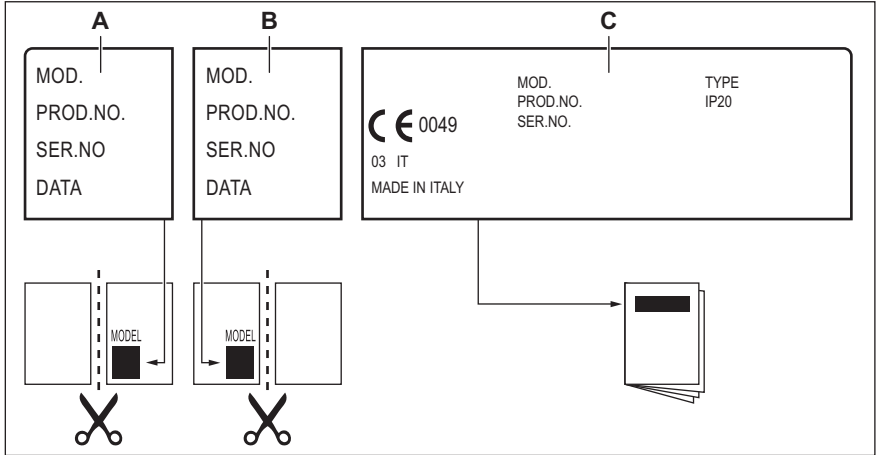 A
B
C
MOD.
PROD.NO.
SER.NO
DATA
MOD.
PROD.NO.
SER.NO
DATA
MOD.
PROD.NO.
SER.NO.
TYPE
IP20
CE 0049
03 IT
MADE IN ITALY
MODEL
MODEL